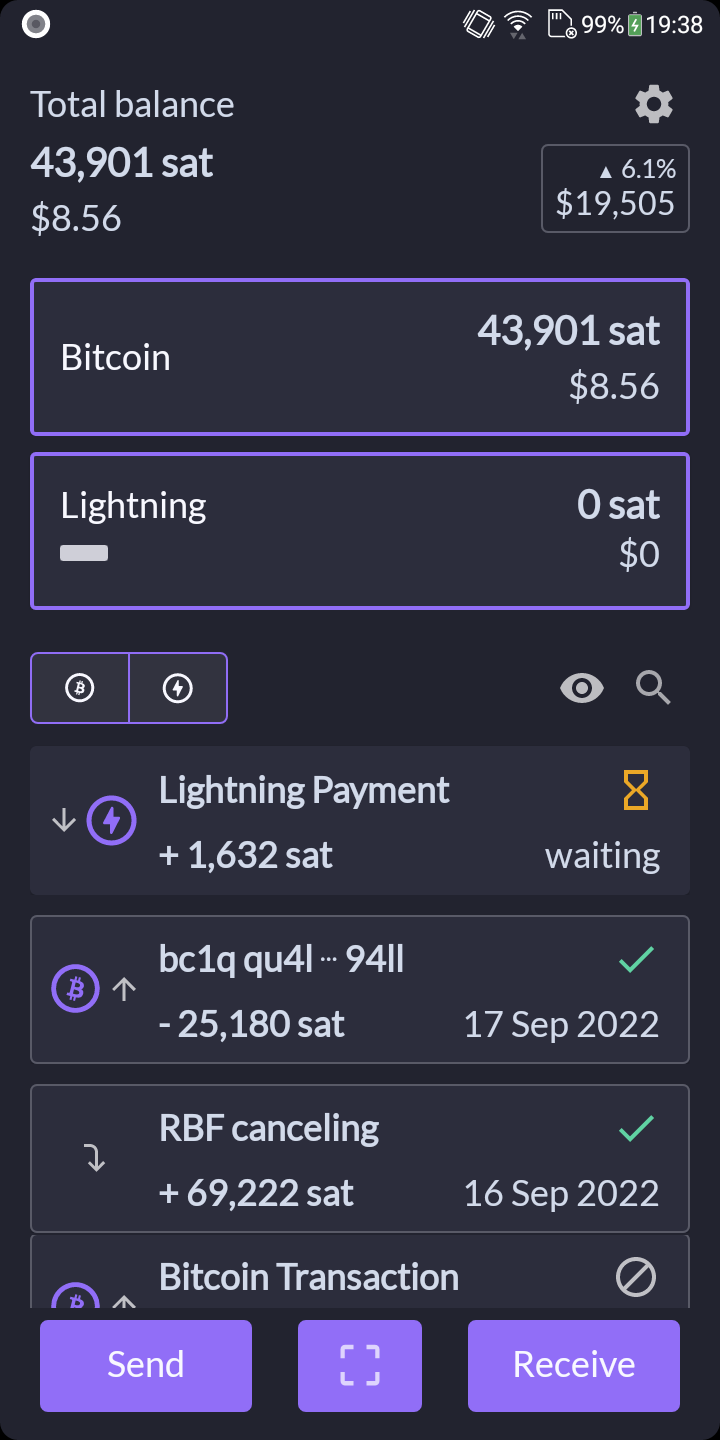 99% 19:38
Total balance
43,901 sat
$8.56
▲ 6.1%
$19,505
Bitcoin
43,901 sat
$8.56
Lightning
0 sat
$0
Lightning Payment
+ 1,632 sat
waiting
bc1q qu4l ··· 94ll
- 25,180 sat
17 Sep 2022
RBF canceling
+ 69,222 sat
16 Sep 2022
Bitcoin Transaction
Send
Receive